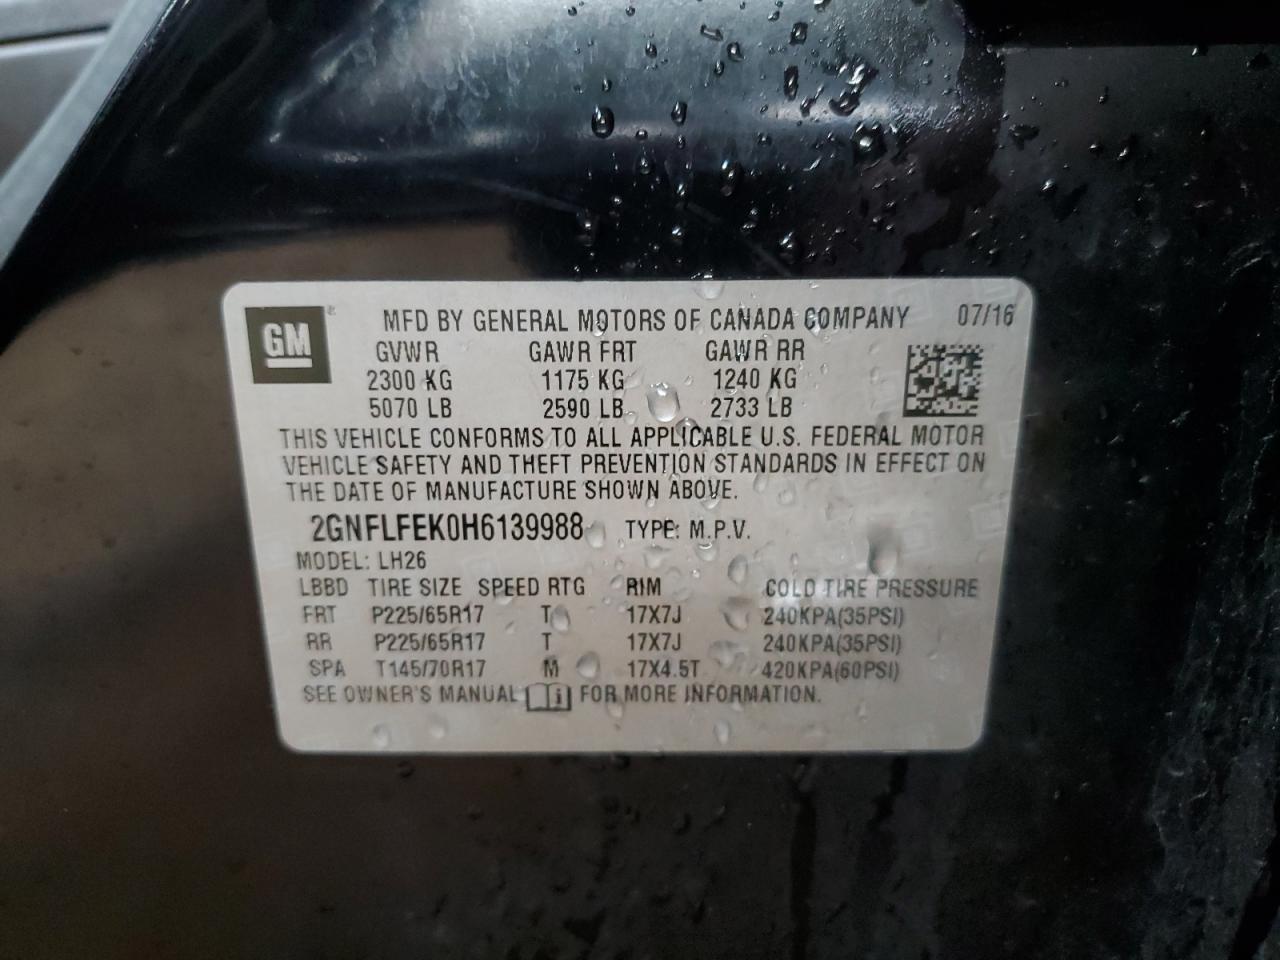 GM ® MFD BY GENERAL MOTORS OF CANADA COMPANY 07/16
GVWR GAWR FRT GAWR RR
2300 KG 1175 KG 1240 KG
5070 LB 2590 LB 2733 LB
THIS VEHICLE CONFORMS TO ALL APPLICABLE U.S. FEDERAL MOTOR
VEHICLE SAFETY AND THEFT PREVENTION STANDARDS IN EFFECT ON
THE DATE OF MANUFACTURE SHOWN ABOVE.
2GNFLFEK0H6139988 TYPE: M.P.V.
MODEL: LH26
LBBD TIRE SIZE SPEED RTG RIM COLD TIRE PRESSURE
FRT P225/65R17 T 17X7J 240KPA(35PSI)
RR P225/65R17 T 17X7J 240KPA(35PSI)
SPA T145/70R17 M 17X4.5T 420KPA(60PSI)
SEE OWNER'S MANUAL FOR MORE INFORMATION.